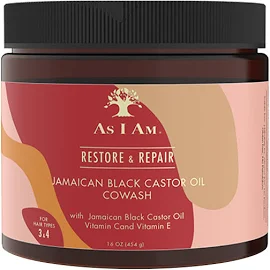 AS I AM®
RESTORE & REPAIR
JAMAICAN BLACK CASTOR OIL
COWASH
with Jamaican Black Castor Oil
Vitamin Cand Vitamin E
FOR
HAIR TYPES
3&4
16 OZ (454 g)